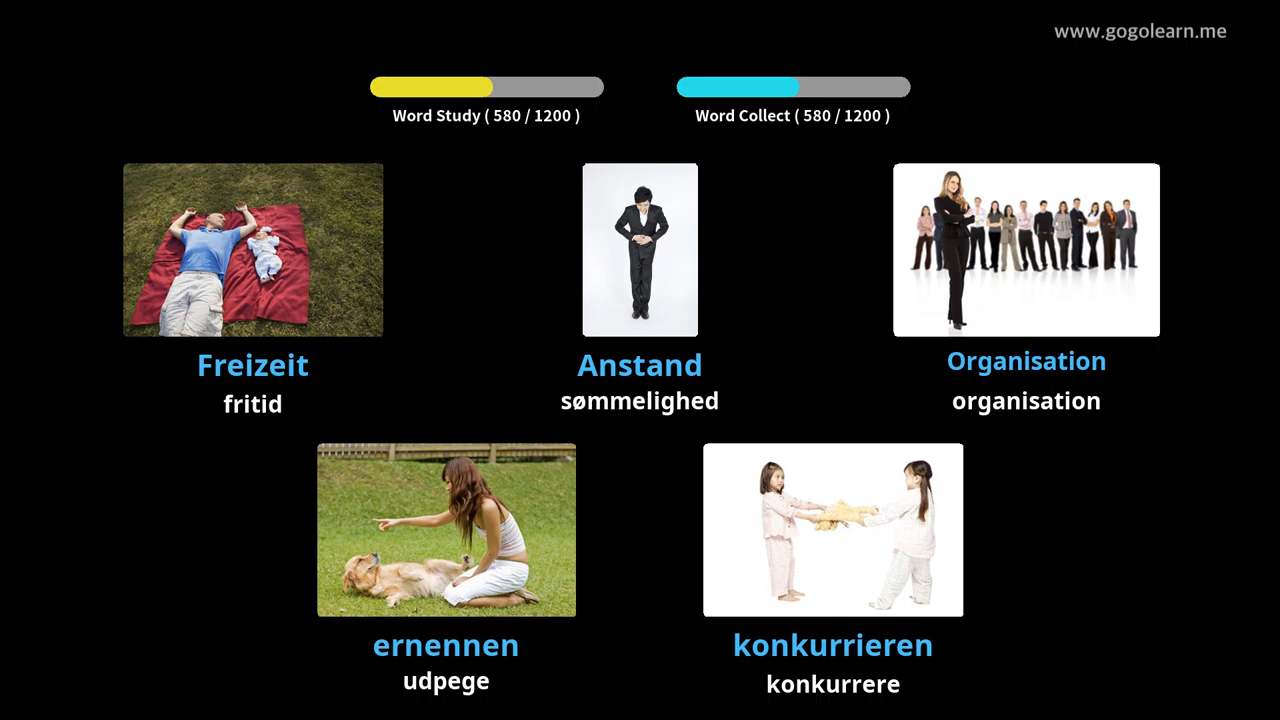 www.gogolearn.me
Word Study ( 580 / 1200 )
Word Collect ( 580 / 1200 )
Freizeit
fritid
Anstand
sømmelighed
Organisation
organisation
ernennen
udpege
konkurrieren
konkurrere